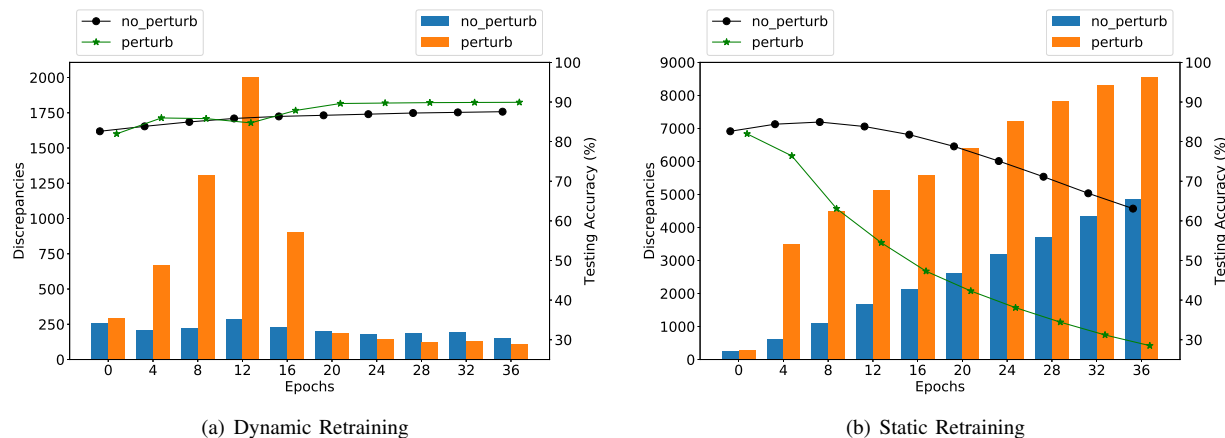 no_perturb
perturb
no_perturb
perturb
2000
1750
1500
1250
1000
750
500
250
0
Discrepancies
100
90
80
70
60
50
40
30
Testing Accuracy (%)
0 4 8 12 16 20 24 28 32 36
Epochs
(a) Dynamic Retraining
no_perturb
perturb
no_perturb
perturb
9000
8000
7000
6000
5000
4000
3000
2000
1000
0
Discrepancies
100
90
80
70
60
50
40
30
Testing Accuracy (%)
0 4 8 12 16 20 24 28 32 36
Epochs
(b) Static Retraining